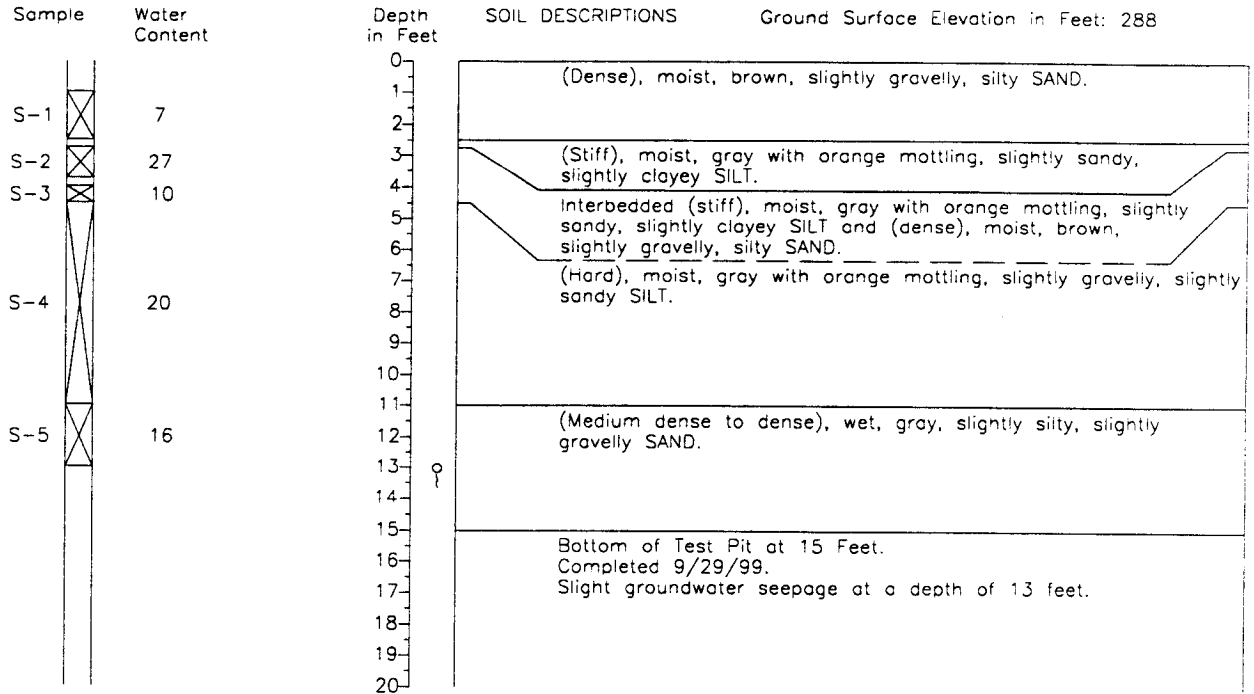 Sample Water Content Depth in Feet SOIL DESCRIPTIONS Ground Surface Elevation in Feet: 288
0
(Dense), moist, brown, slightly gravelly, silty SAND.
1
S-1 7
2
3
(Stiff), moist, gray with orange mottling, slightly sandy,
S-2 27
slightly clayey SILT.
4
S-3 10
Interbedded (stiff), moist, gray with orange mottling, slightly
5
sandy, slightly clayey SILT and (dense), moist, brown,
6
slightly gravelly, silty SAND.
7
(Hard), moist, gray with orange mottling, slightly gravelly, slightly
sandy SILT.
S-4 20
8
9
10
11
(Medium dense to dense), wet, gray, slightly silty, slightly
S-5 16
12
gravelly SAND.
13
14
15
Bottom of Test Pit at 15 Feet.
16
Completed 9/29/99.
17
Slight groundwater seepage at a depth of 13 feet.
18
19
20